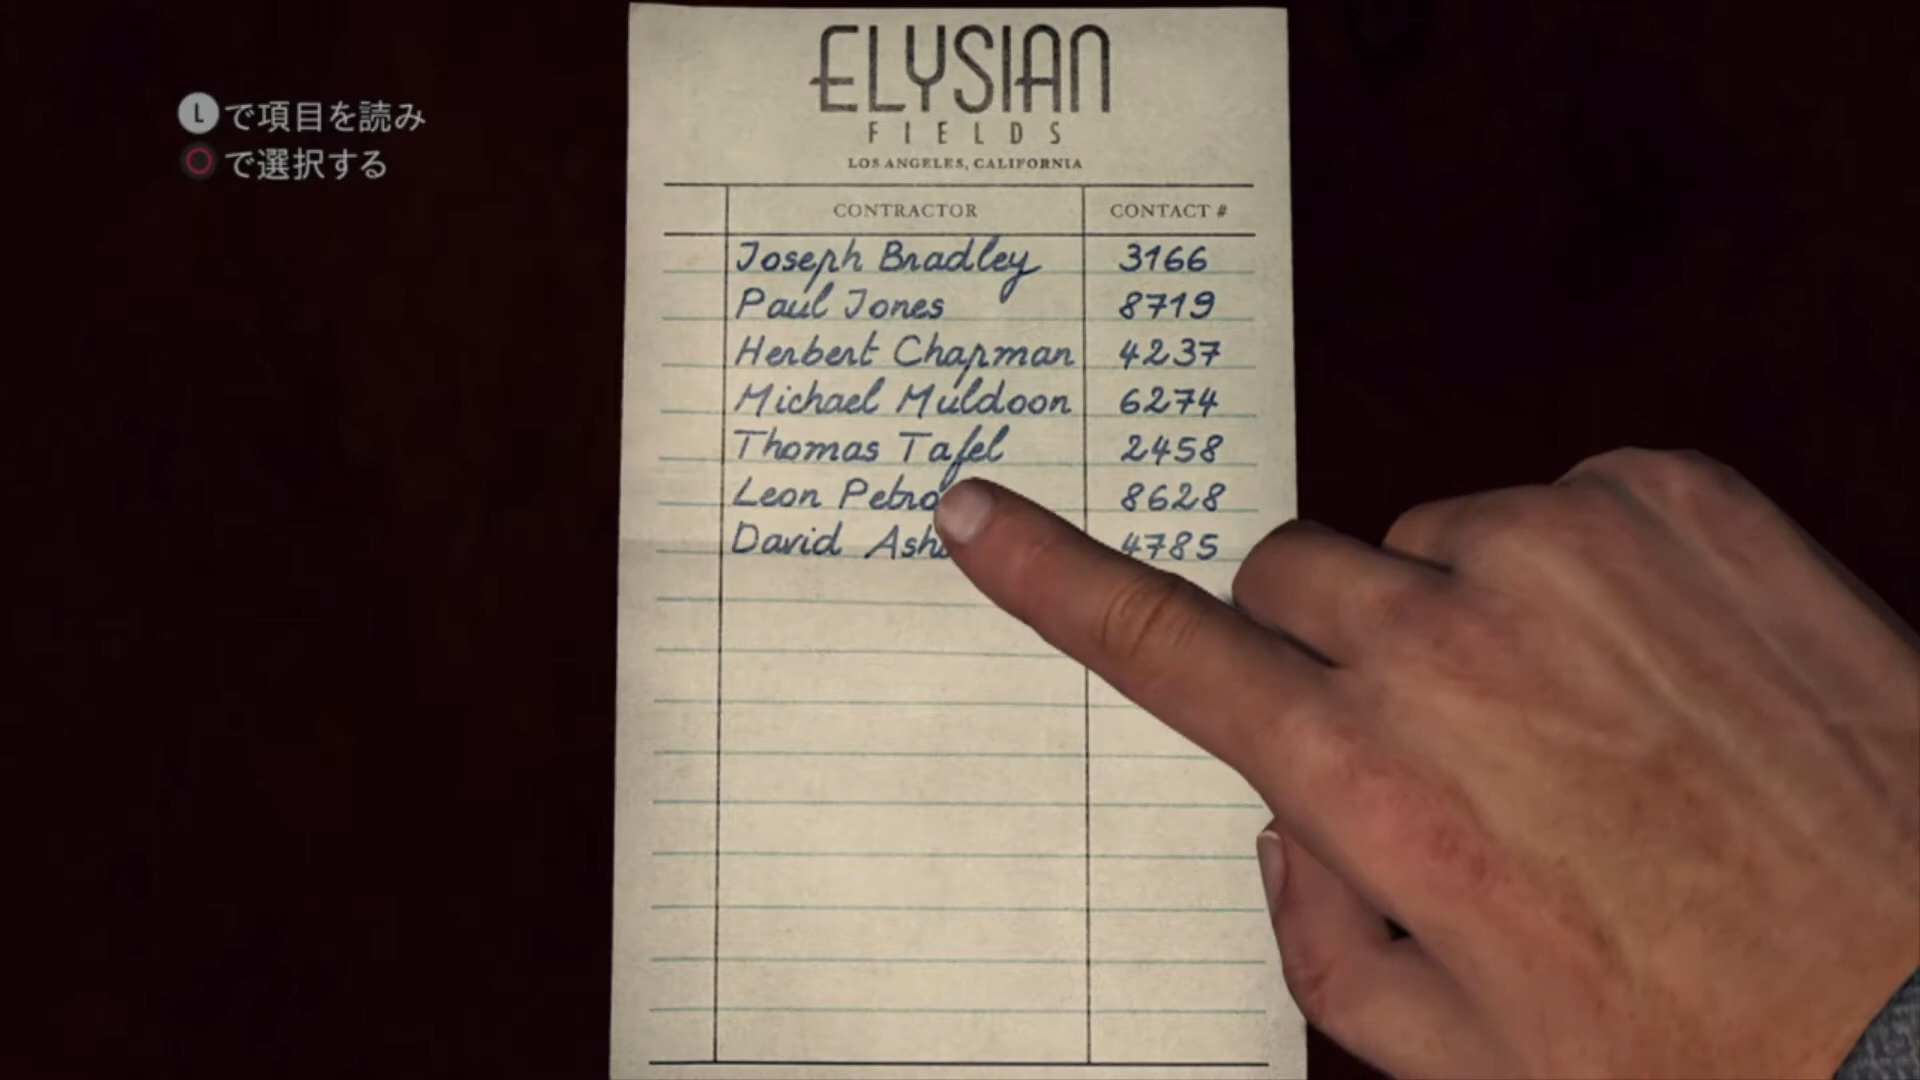 Lで項目を読み
○で選択する
ELYSIAN
FIELDS
LOS ANGELES, CALIFORNIA
CONTRACTOR CONTACT #
Joseph Bradley 3166
Paul Jones 8719
Herbert Chapman 4237
Michael Muldoon 6274
Thomas Tafel 2458
Leon 8628
David 4785